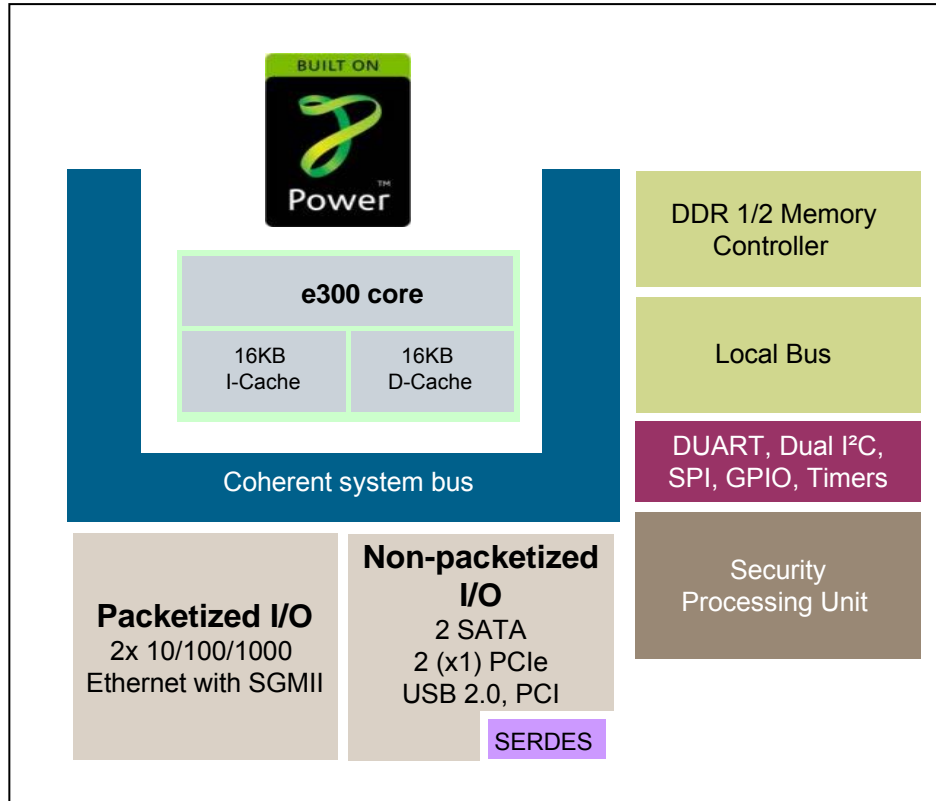 BUILT ON
Power™
e300 core
16KB
I-Cache
16KB
D-Cache
Coherent system bus
DDR 1/2 Memory
Controller
Local Bus
DUART, Dual I²C,
SPI, GPIO, Timers
Security
Processing Unit
Packetized I/O
2x 10/100/1000
Ethernet with SGMII
Non-packetized
I/O
2 SATA
2 (x1) PCIe
USB 2.0, PCI
SERDES